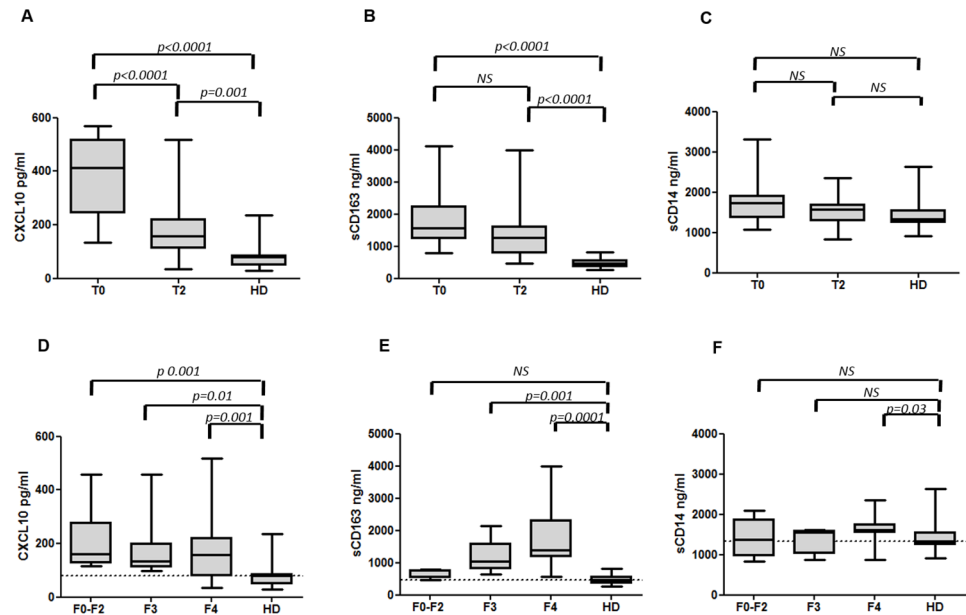 A
B
C
p<0.0001
p<0.0001
p=0.001
CXCL10 pg/ml
600
400
200
0
T0
T2
HD
p<0.0001
NS
p<0.0001
sCD163 ng/ml
5000
4000
3000
2000
1000
0
T0
T2
HD
NS
NS
NS
sCD14 ng/ml
4000
3000
2000
1000
0
T0
T2
HD
D
E
F
p 0.001
p=0.01
p=0.001
CXCL10 pg/ml
600
400
200
0
F0-F2
F3
F4
HD
NS
p=0.001
p=0.0001
sCD163 ng/ml
5000
4000
3000
2000
1000
0
F0-F2
F3
F4
HD
NS
NS
p=0.03
sCD14 ng/ml
4000
3000
2000
1000
0
F0-F2
F3
F4
HD